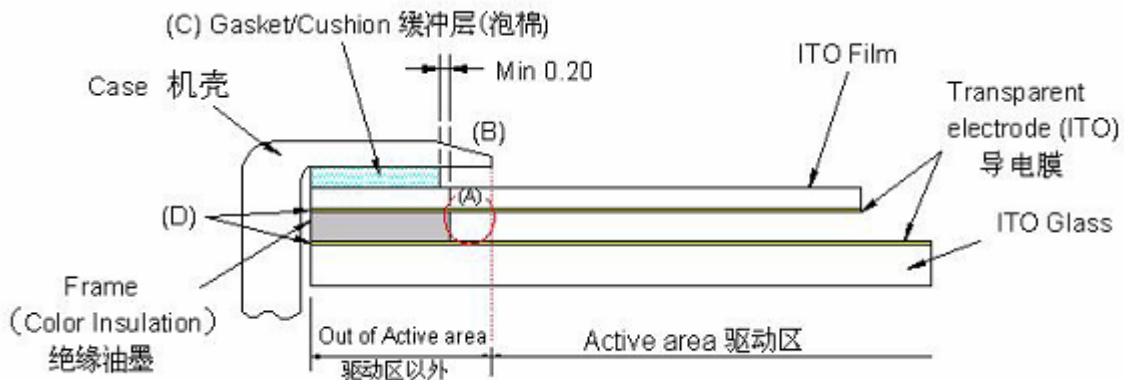 (C) Gasket/Cushion 缓冲层(泡棉)
Min 0.20
ITO Film
Case 机壳
(B)
Transparent
electrode (ITO)
导电膜
(A)
(D)
ITO Glass
Frame
（Color Insulation）
绝缘油墨
Out of Active area
驱动区以外
Active area 驱动区